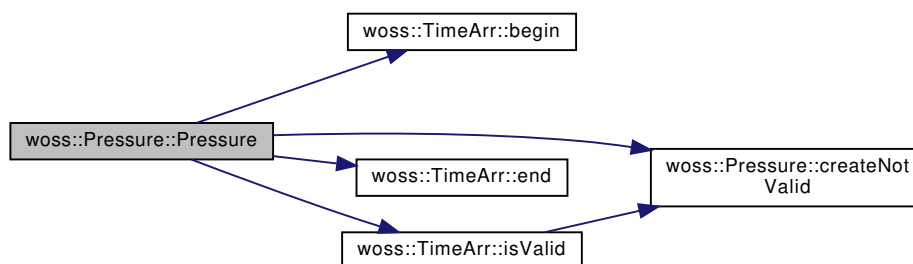 woss::TimeArr::begin
woss::Pressure::Pressure
woss::TimeArr::end
woss::Pressure::createNot
Valid
woss::TimeArr::isValid